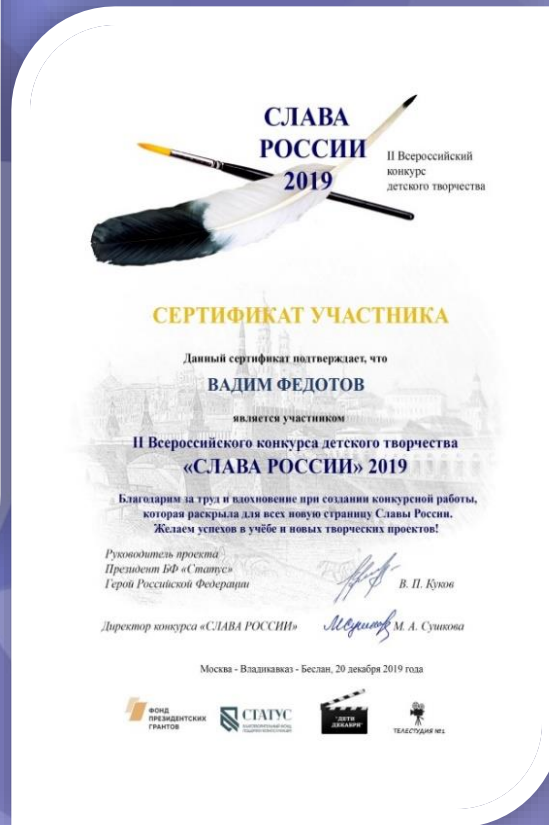 СЛАВА
РОССИИ
2019
II Всероссийский
конкурс
детского творчества
СЕРТИФИКАТ УЧАСТНИКА
Данный сертификат подтверждает, что
ВАДИМ ФЕДОТОВ
является участником
II Всероссийского конкурса детского творчества
«СЛАВА РОССИИ» 2019
Благодарим за труд и вдохновение при создании конкурсной работы,
которая раскрыла для всех новую страницу Славы России.
Желаем успехов в учёбе и новых творческих проектов!
Руководитель проекта
Президент БФ «Статус»
Герой Российской Федерации
В. П. Куков
Директор конкурса «СЛАВА РОССИИ»
М. А. Сушкова
Москва - Владикавказ - Беслан, 20 декабря 2019 года
ФОНД
ПРЕЗИДЕНТСКИХ
ГРАНТОВ
СТАТУС
"ДЕТИ
ДЕКАБРЯ"
ТЕЛЕСТУДИЯ №1